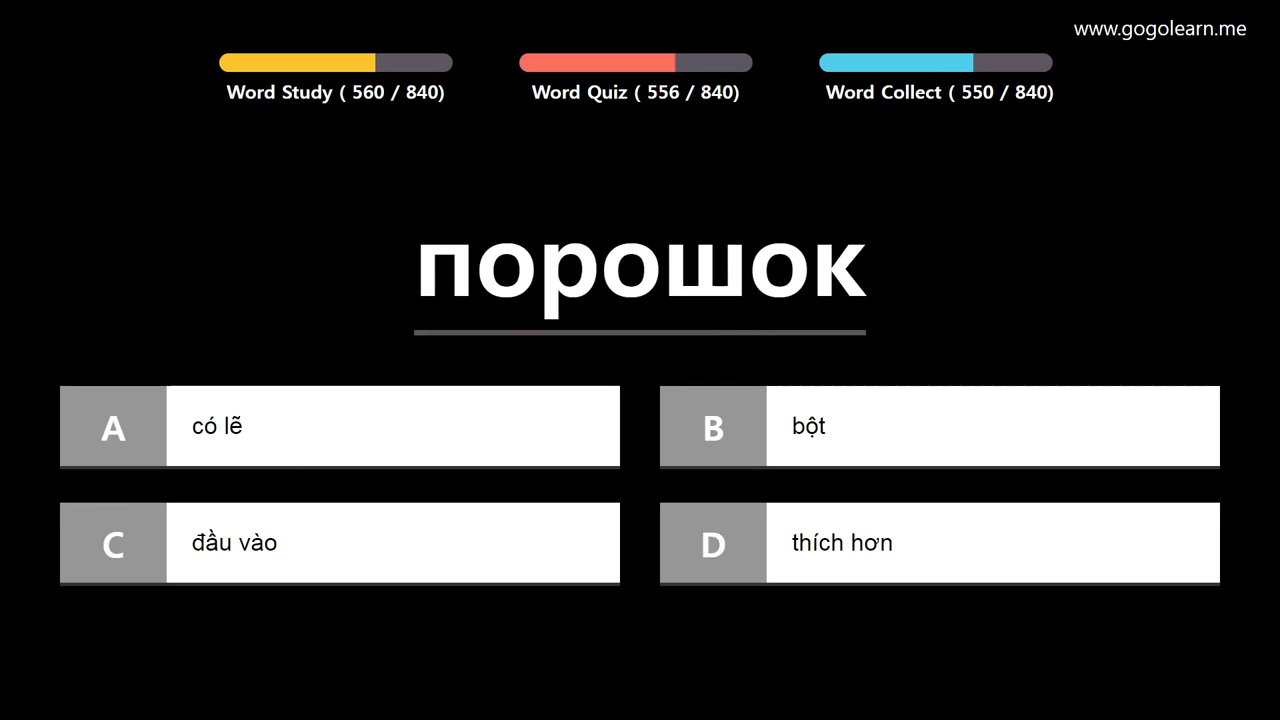 www.gogolearn.me
Word Study ( 560 / 840)
Word Quiz ( 556 / 840)
Word Collect ( 550 / 840)
порошок
A
có lẽ
B
bột
C
đầu vào
D
thích hơn